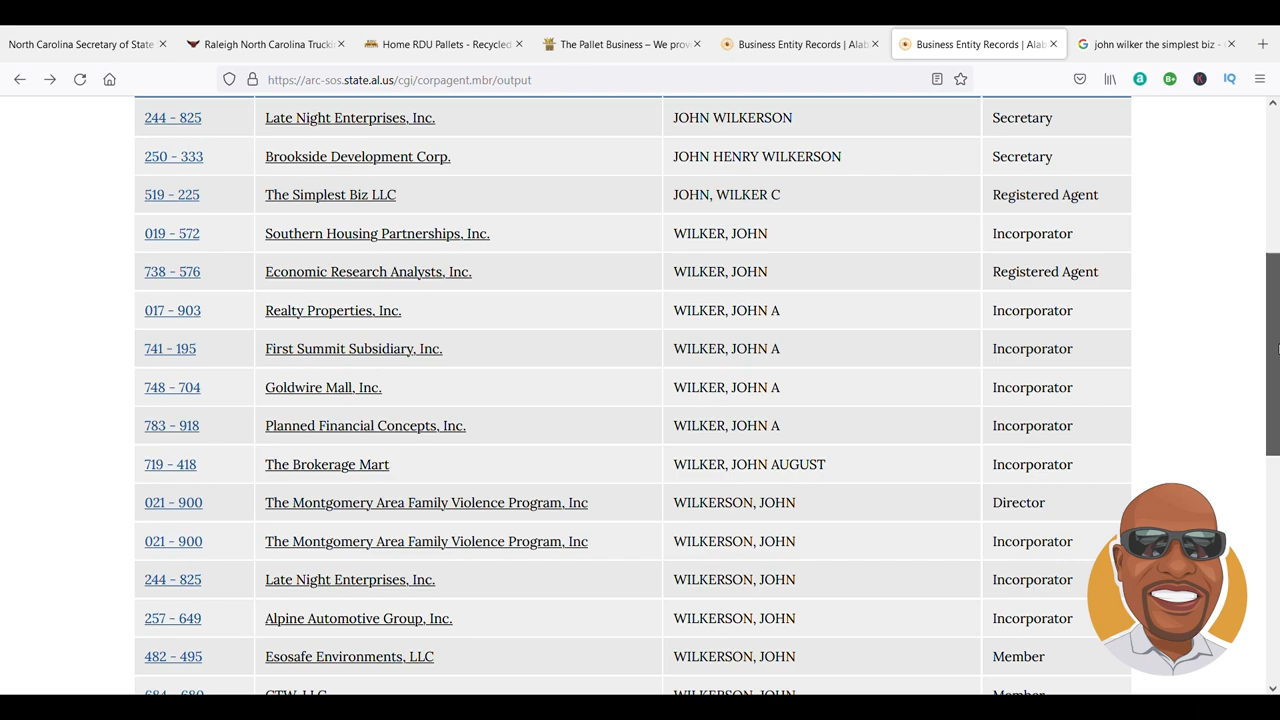 North Carolina Secretary of State
Raleigh North Carolina Truckin
Home RDU Pallets - Recycled
The Pallet Business – We prov
Business Entity Records | Alab
Business Entity Records | Alab
john wilker the simplest biz -
https://arc-sos.state.al.us/cgi/corpagent.mbr/output
a B+ K IQ
244 - 825 Late Night Enterprises, Inc. JOHN WILKERSON Secretary
250 - 333 Brookside Development Corp. JOHN HENRY WILKERSON Secretary
519 - 225 The Simplest Biz LLC JOHN, WILKER C Registered Agent
019 - 572 Southern Housing Partnerships, Inc. WILKER, JOHN Incorporator
738 - 576 Economic Research Analysts, Inc. WILKER, JOHN Registered Agent
017 - 903 Realty Properties, Inc. WILKER, JOHN A Incorporator
741 - 195 First Summit Subsidiary, Inc. WILKER, JOHN A Incorporator
748 - 704 Goldwire Mall, Inc. WILKER, JOHN A Incorporator
783 - 918 Planned Financial Concepts, Inc. WILKER, JOHN A Incorporator
719 - 418 The Brokerage Mart WILKER, JOHN AUGUST Incorporator
021 - 900 The Montgomery Area Family Violence Program, Inc WILKERSON, JOHN Director
021 - 900 The Montgomery Area Family Violence Program, Inc WILKERSON, JOHN Incorporator
244 - 825 Late Night Enterprises, Inc. WILKERSON, JOHN Incorporator
257 - 649 Alpine Automotive Group, Inc. WILKERSON, JOHN Incorporator
482 - 495 Esosafe Environments, LLC WILKERSON, JOHN Member
WILKERSON, JOHN Member